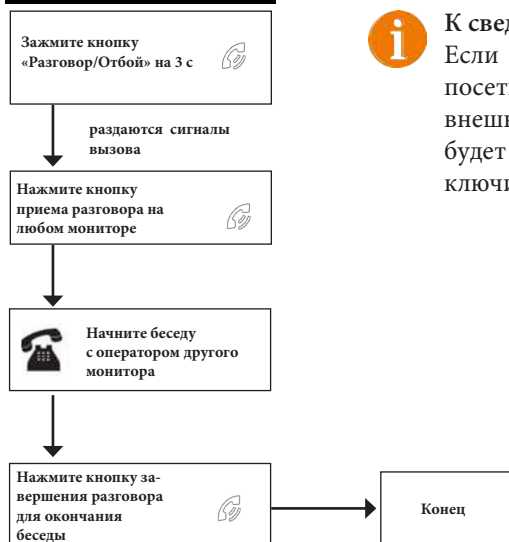 Зажмите кнопку
«Разговор/Отбой» на 3 с
раздаются сигналы
вызова
Нажмите кнопку
приема разговора на
любом мониторе
Начните беседу
с оператором другого
монитора
Нажмите кнопку за-
вершения разговора
для окончания
беседы
Конец
К свед
Если
посети
внешн
будет
ключи